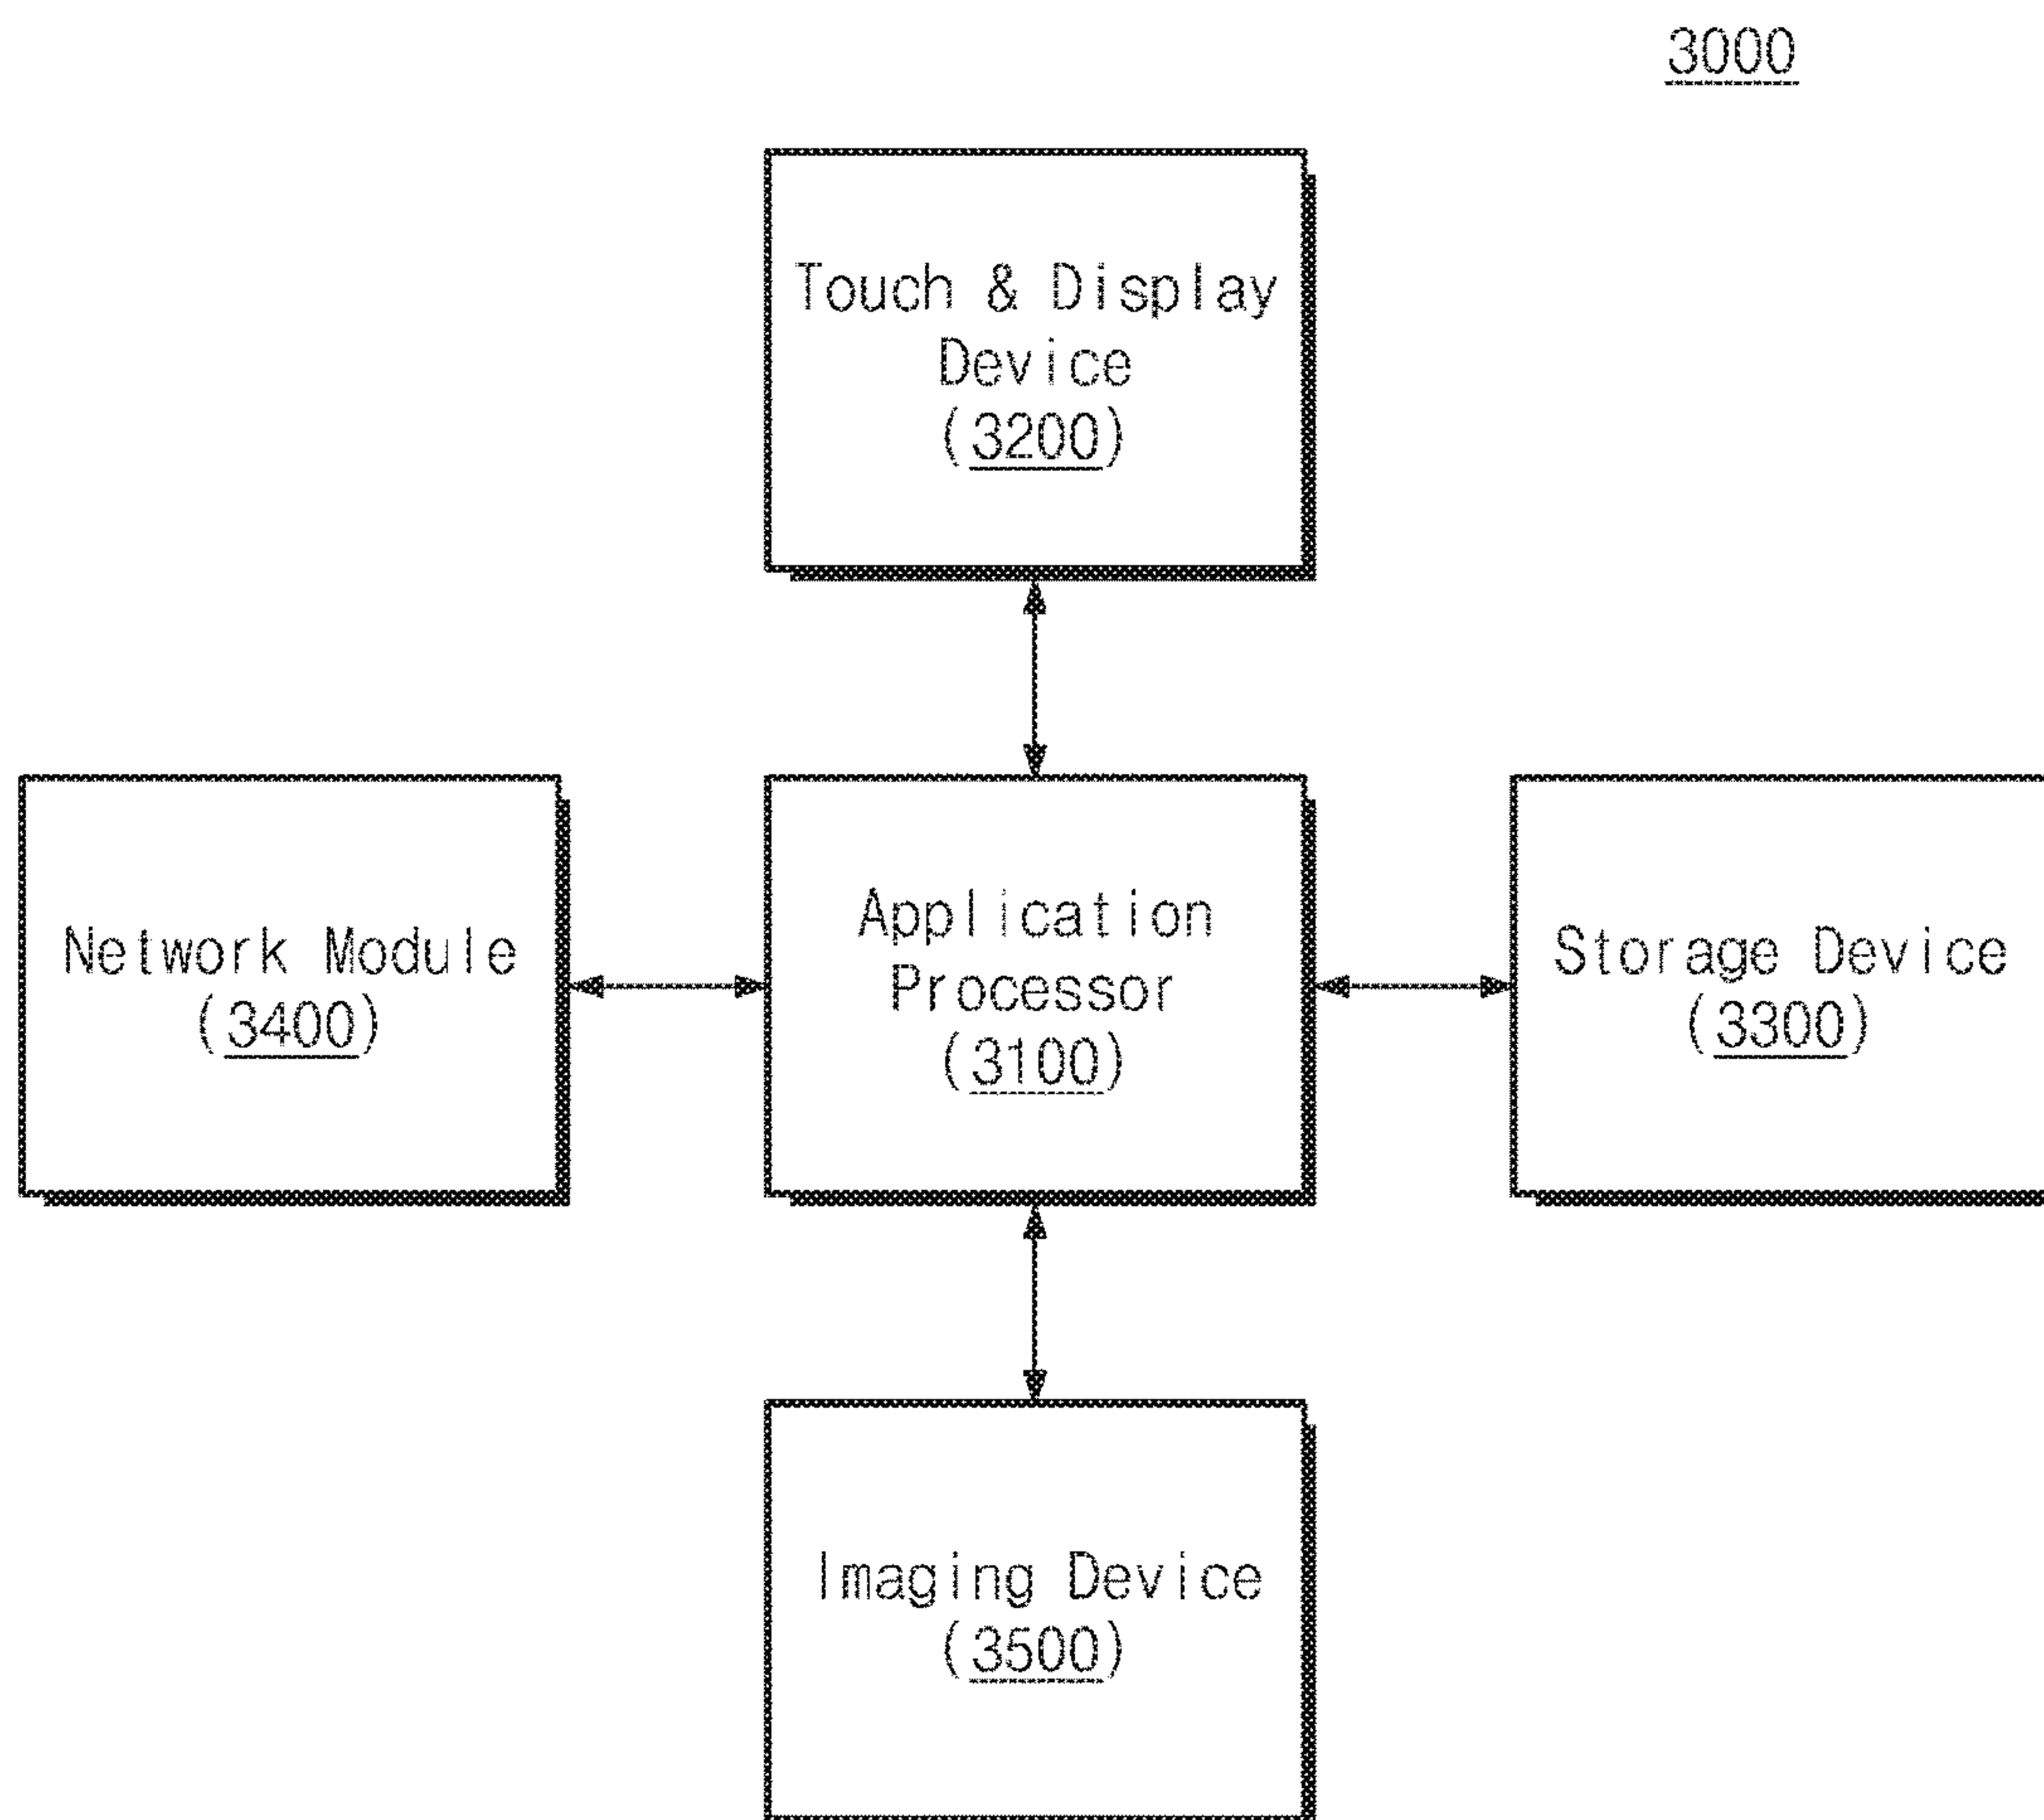 3000
Touch & Display
Device
(3200)
Network Module
(3400)
Application
Processor
(3100)
Storage Device
(3300)
Imaging Device
(3500)